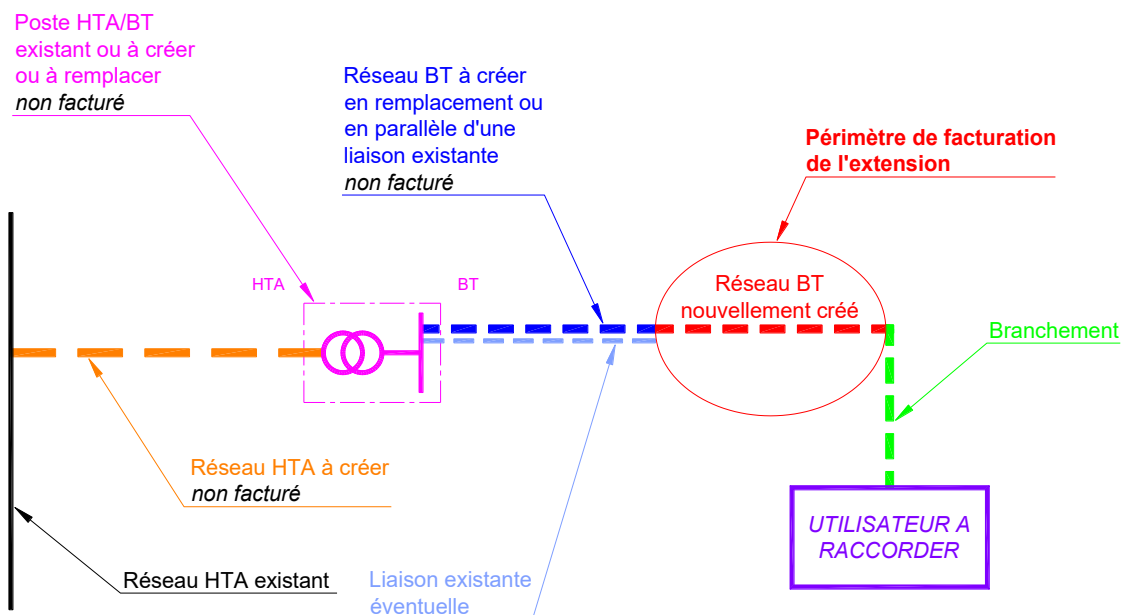 Poste HTA/BT
existant ou à créer
ou à remplacer
non facturé
Réseau BT à créer
en remplacement ou
en parallèle d'une
liaison existante
non facturé
Périmètre de facturation
de l'extension
HTA
BT
Réseau BT
nouvellement créé
Branchement
Réseau HTA à créer
non facturé
UTILISATEUR A
RACCORDER
Réseau HTA existant
Liaison existante
éventuelle